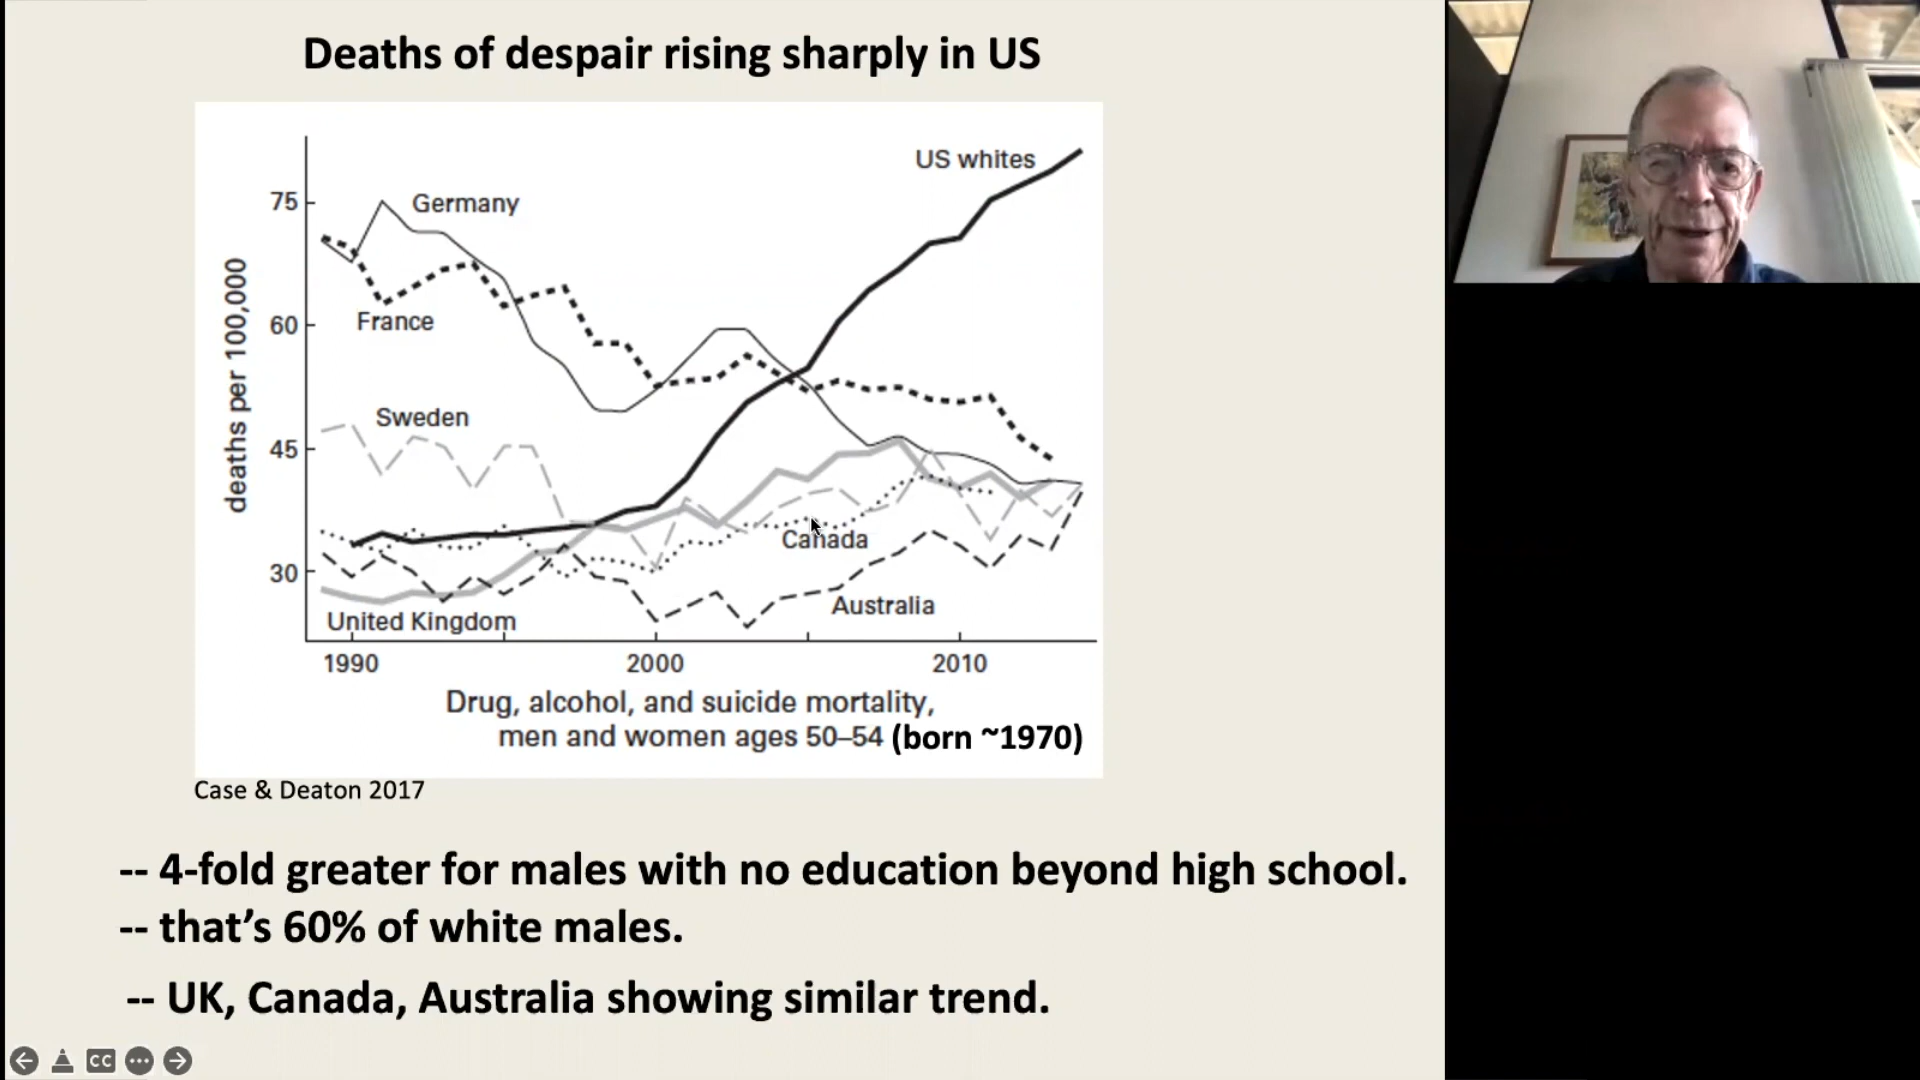 Deaths of despair rising sharply in US
US whites
75
Germany
France
60
deaths per 100,000
Sweden
45
Canada
30
Australia
United Kingdom
1990 2000 2010
Drug, alcohol, and suicide mortality,
men and women ages 50–54 (born ~1970)
Case & Deaton 2017
-- 4-fold greater for males with no education beyond high school.
-- that’s 60% of white males.
-- UK, Canada, Australia showing similar trend.
CC